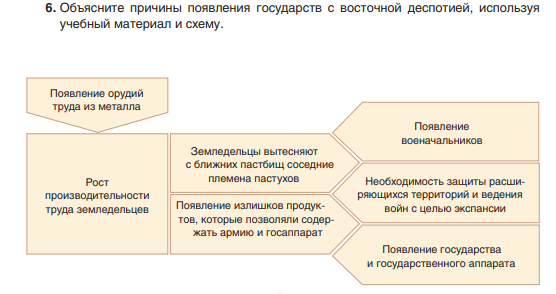 6. Объясните причины появления государств с восточной деспотией, используя
учебный материал и схему.
Появление орудий
труда из металла
Рост
производительности
труда земледельцев
Земледельцы вытесняют
с ближних пастбищ соседние
племена пастухов
Появление излишков продук-
тов, которые позволяли содер-
жать армию и госаппарат
Появление
военачальников
Необходимость защиты расши-
ряющихся территорий и ведения
войн с целью экспансии
Появление государства
и государственного аппарата